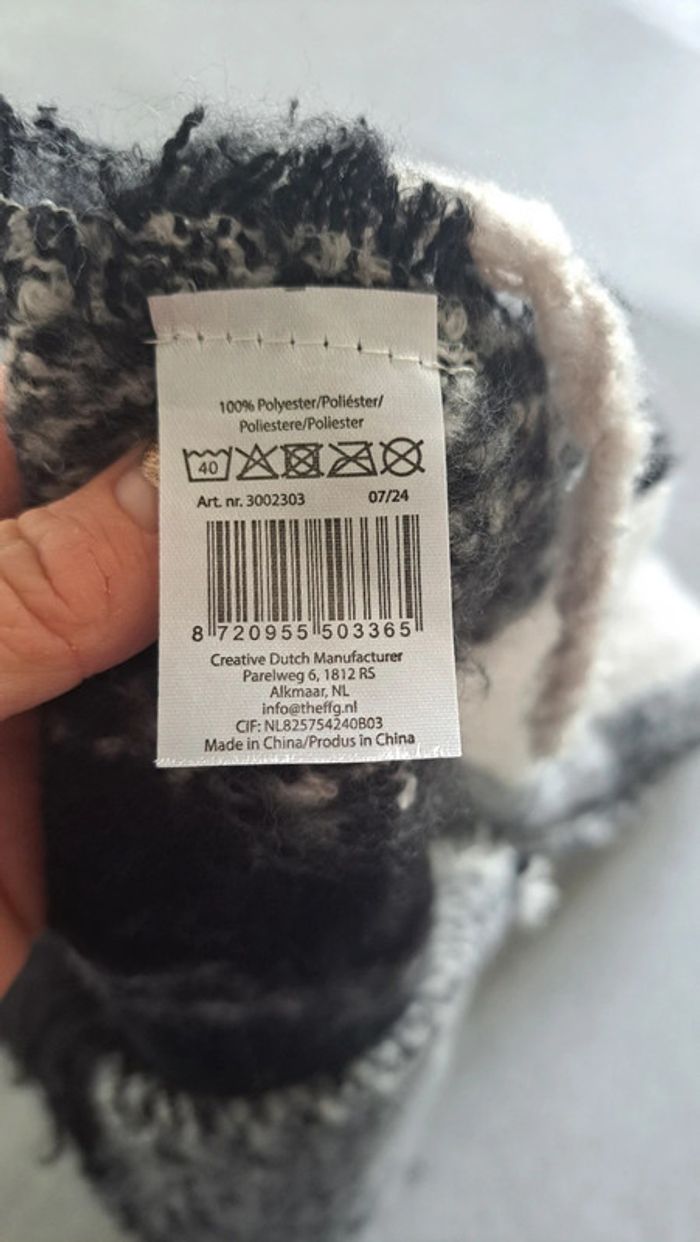 100% Polyester/Poliéster/
Poliestere/Poliester
40
Art. nr. 3002303 07/24
8 720955 503365
Creative Dutch Manufacturer
Parelweg 6, 1812 RS
Alkmaar, NL
info@theffg.nl
CIF: NL825754240B03
Made in China/Produs în China